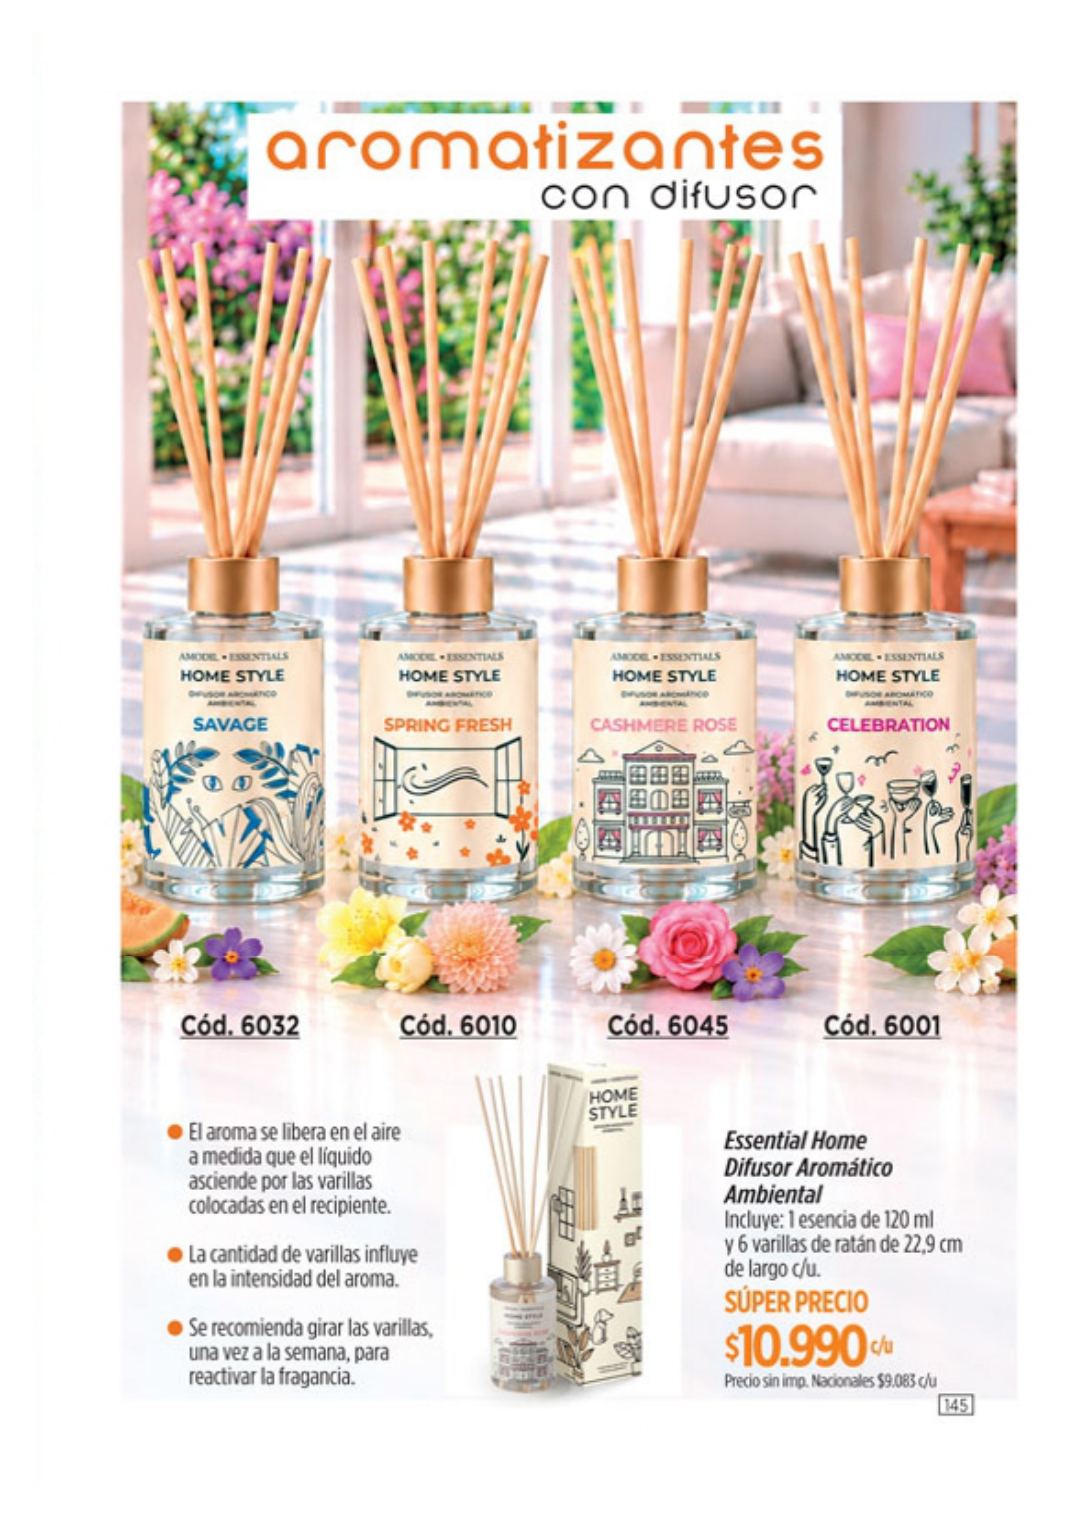 aromatizantes
con difusor
AMODIL • ESSENTIALS
HOME STYLE
DIFUSOR AROMÁTICO
AMBIENTAL
SAVAGE
AMODIL • ESSENTIALS
HOME STYLE
DIFUSOR AROMÁTICO
AMBIENTAL
SPRING FRESH
AMODIL • ESSENTIALS
HOME STYLE
DIFUSOR AROMÁTICO
AMBIENTAL
CASHMERE ROSE
AMODIL • ESSENTIALS
HOME STYLE
DIFUSOR AROMÁTICO
AMBIENTAL
CELEBRATION
Cód. 6032
Cód. 6010
Cód. 6045
Cód. 6001
El aroma se libera en el aire
a medida que el líquido
asciende por las varillas
colocadas en el recipiente.
La cantidad de varillas influye
en la intensidad del aroma.
Se recomienda girar las varillas,
una vez a la semana, para
reactivar la fragancia.
HOME
STYLE
HOME STYLE
CASHMERE ROSE
Essential Home
Difusor Aromático
Ambiental
Incluye: 1 esencia de 120 ml
y 6 varillas de ratán de 22,9 cm
de largo c/u.
SÚPER PRECIO
$10.990 c/u
Precio sin imp. Nacionales $9.083 c/u
145